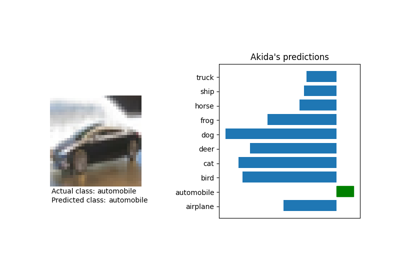 Akida's predictions
truck
ship
horse
frog
dog
deer
cat
bird
automobile
airplane
Actual class: automobile
Predicted class: automobile